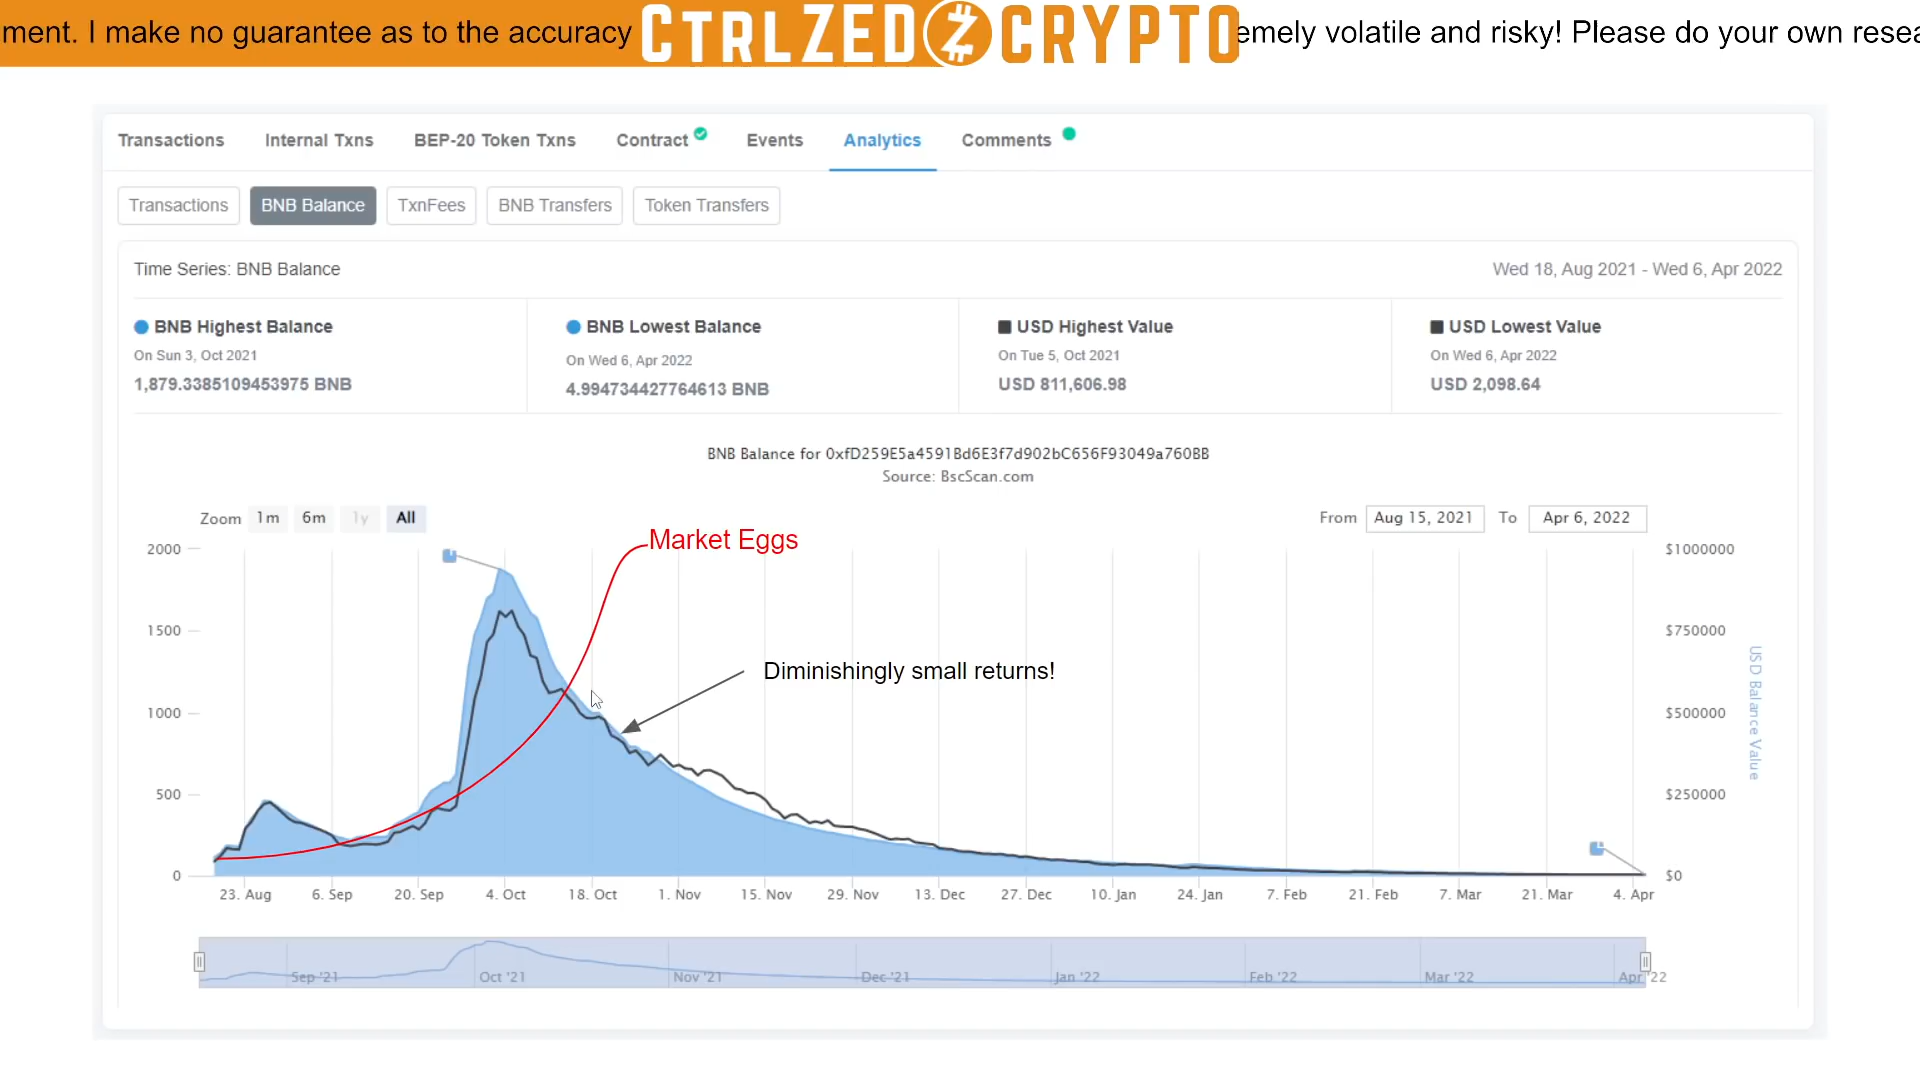 ment. I make no guarantee as to the accuracy
CTRLZED CRYPTO
emely volatile and risky! Please do your own resea
Transactions Internal Txns BEP-20 Token Txns Contract Events Analytics Comments
Transactions BNB Balance TxnFees BNB Transfers Token Transfers
Time Series: BNB Balance Wed 18, Aug 2021 - Wed 6, Apr 2022
BNB Highest Balance
On Sun 3, Oct 2021
1,879.3385109453975 BNB
BNB Lowest Balance
On Wed 6, Apr 2022
4.994734427764613 BNB
USD Highest Value
On Tue 5, Oct 2021
USD 811,606.98
USD Lowest Value
On Wed 6, Apr 2022
USD 2,098.64
BNB Balance for 0xfD259E5a4591Bd6E3f7d902bC656F93049a760BB
Source: BscScan.com
Zoom 1m 6m 1y All From Aug 15, 2021 To Apr 6, 2022
Market Eggs
Diminishingly small returns!
2000
1500
1000
500
0
$1000000
$750000
$500000
$250000
$0
USD Balance Value
23. Aug 6. Sep 20. Sep 4. Oct 18. Oct 1. Nov 15. Nov 29. Nov 13. Dec 27. Dec 10. Jan 24. Jan 7. Feb 21. Feb 7. Mar 21. Mar 4. Apr
Sep '21 Oct '21 Nov '21 Dec '21 Jan '22 Feb '22 Mar '22 Apr '22